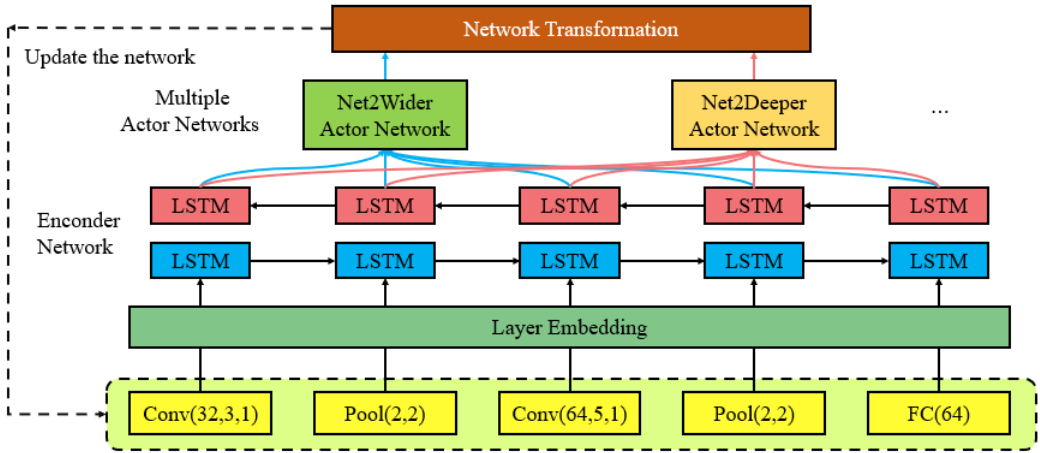 Network Transformation
Update the network
Multiple
Actor Networks
Net2Wider
Actor Network
Net2Deeper
Actor Network
...
Enconder
Network
LSTM LSTM LSTM LSTM LSTM
LSTM LSTM LSTM LSTM LSTM
Layer Embedding
Conv(32,3,1) Pool(2,2) Conv(64,5,1) Pool(2,2) FC(64)